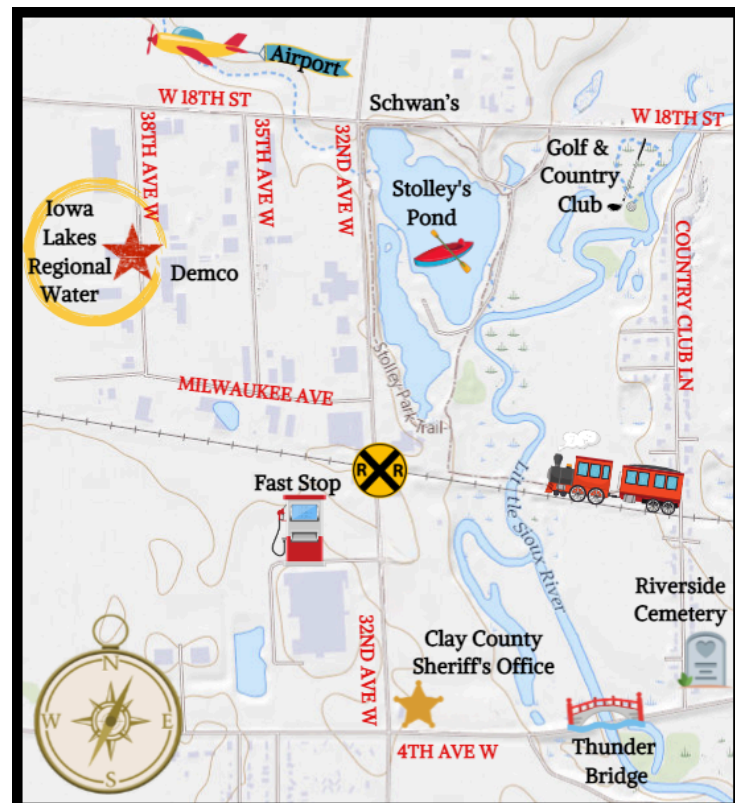 Airport
W 18TH ST
Schwan's
W 18TH ST
38TH AVE W
35TH AVE W
32ND AVE W
Golf &
Country
Club
Stolley's
Pond
Iowa
Lakes
Regional
Water
Demco
COUNTRY CLUB LN
MILWAUKEE AVE
Stolley Park Trail
R R
Fast Stop
Little Sioux River
Riverside
Cemetery
32ND AVE W
Clay County
Sheriff's Office
N
W E
S
4TH AVE W
Thunder
Bridge